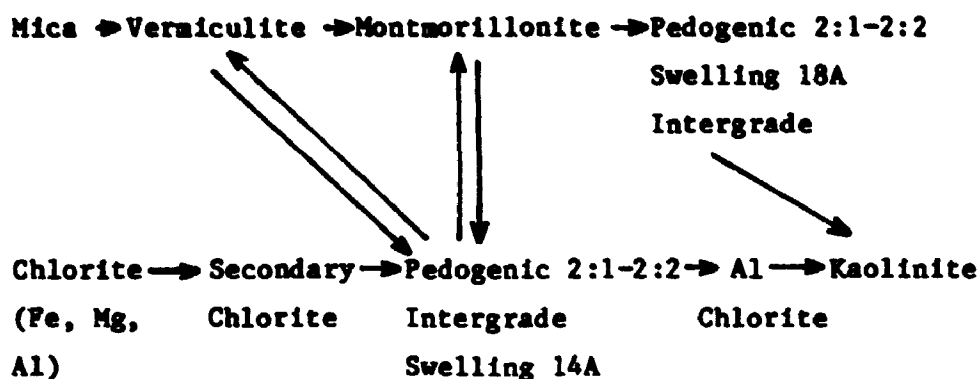 Mica Vermiculite Montmorillonite Pedogenic 2:1-2:2
Swelling 18A
Intergrade
Chlorite Secondary Pedogenic 2:1-2:2 Al Kaolinite
(Fe, Mg, Chlorite Intergrade Chlorite
Al) Swelling 14A